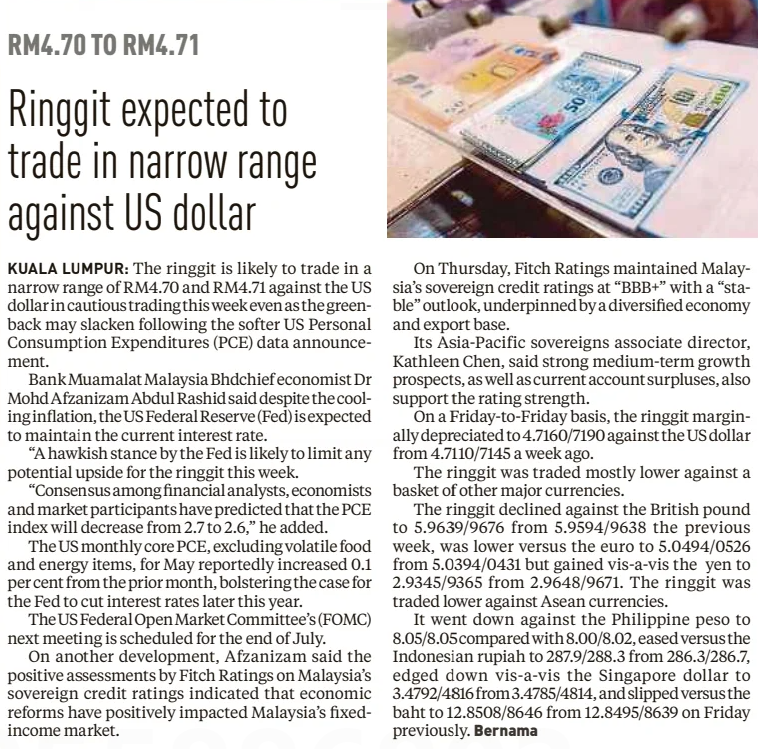 RM4.70 TO RM4.71
Ringgit expected to
trade in narrow range
against US dollar
KUALA LUMPUR: The ringgit is likely to trade in a
narrow range of RM4.70 and RM4.71 against the US
dollar in cautious trading this week even as the green-
back may slacken following the softer US Personal
Consumption Expenditures (PCE) data announce-
ment.
Bank Muamalat Malaysia Bhdchief economist Dr
Mohd Afzanizam Abdul Rashid said despite the cool-
ing inflation, the US Federal Reserve (Fed) is expected
to maintain the current interest rate.
“A hawkish stance by the Fed is likely to limit any
potential upside for the ringgit this week.
“Consensus among financial analysts, economists
and market participants have predicted that the PCE
index will decrease from 2.7 to 2.6,” he added.
The US monthly core PCE, excluding volatile food
and energy items, for May reportedly increased 0.1
per cent from the prior month, bolstering the case for
the Fed to cut interest rates later this year.
The US Federal Open Market Committee’s (FOMC)
next meeting is scheduled for the end of July.
On another development, Afzanizam said the
positive assessments by Fitch Ratings on Malaysia’s
sovereign credit ratings indicated that economic
reforms have positively impacted Malaysia’s fixed-
income market.
On Thursday, Fitch Ratings maintained Malay-
sia’s sovereign credit ratings at “BBB+” with a “sta-
ble” outlook, underpinned by a diversified economy
and export base.
Its Asia-Pacific sovereigns associate director,
Kathleen Chen, said strong medium-term growth
prospects, as well as current account surpluses, also
support the rating strength.
On a Friday-to-Friday basis, the ringgit margin-
ally depreciated to 4.7160/7190 against the US dollar
from 4.7110/7145 a week ago.
The ringgit was traded mostly lower against a
basket of other major currencies.
The ringgit declined against the British pound
to 5.9639/9676 from 5.9594/9638 the previous
week, was lower versus the euro to 5.0494/0526
from 5.0394/0431 but gained vis-a-vis the yen to
2.9345/9365 from 2.9648/9671. The ringgit was
traded lower against Asean currencies.
It went down against the Philippine peso to
8.05/8.05 compared with 8.00/8.02, eased versus the
Indonesian rupiah to 287.9/288.3 from 286.3/286.7,
edged down vis-a-vis the Singapore dollar to
3.4792/4816 from 3.4785/4814, and slipped versus the
baht to 12.8508/8646 from 12.8495/8639 on Friday
previously. Bernama
50
100